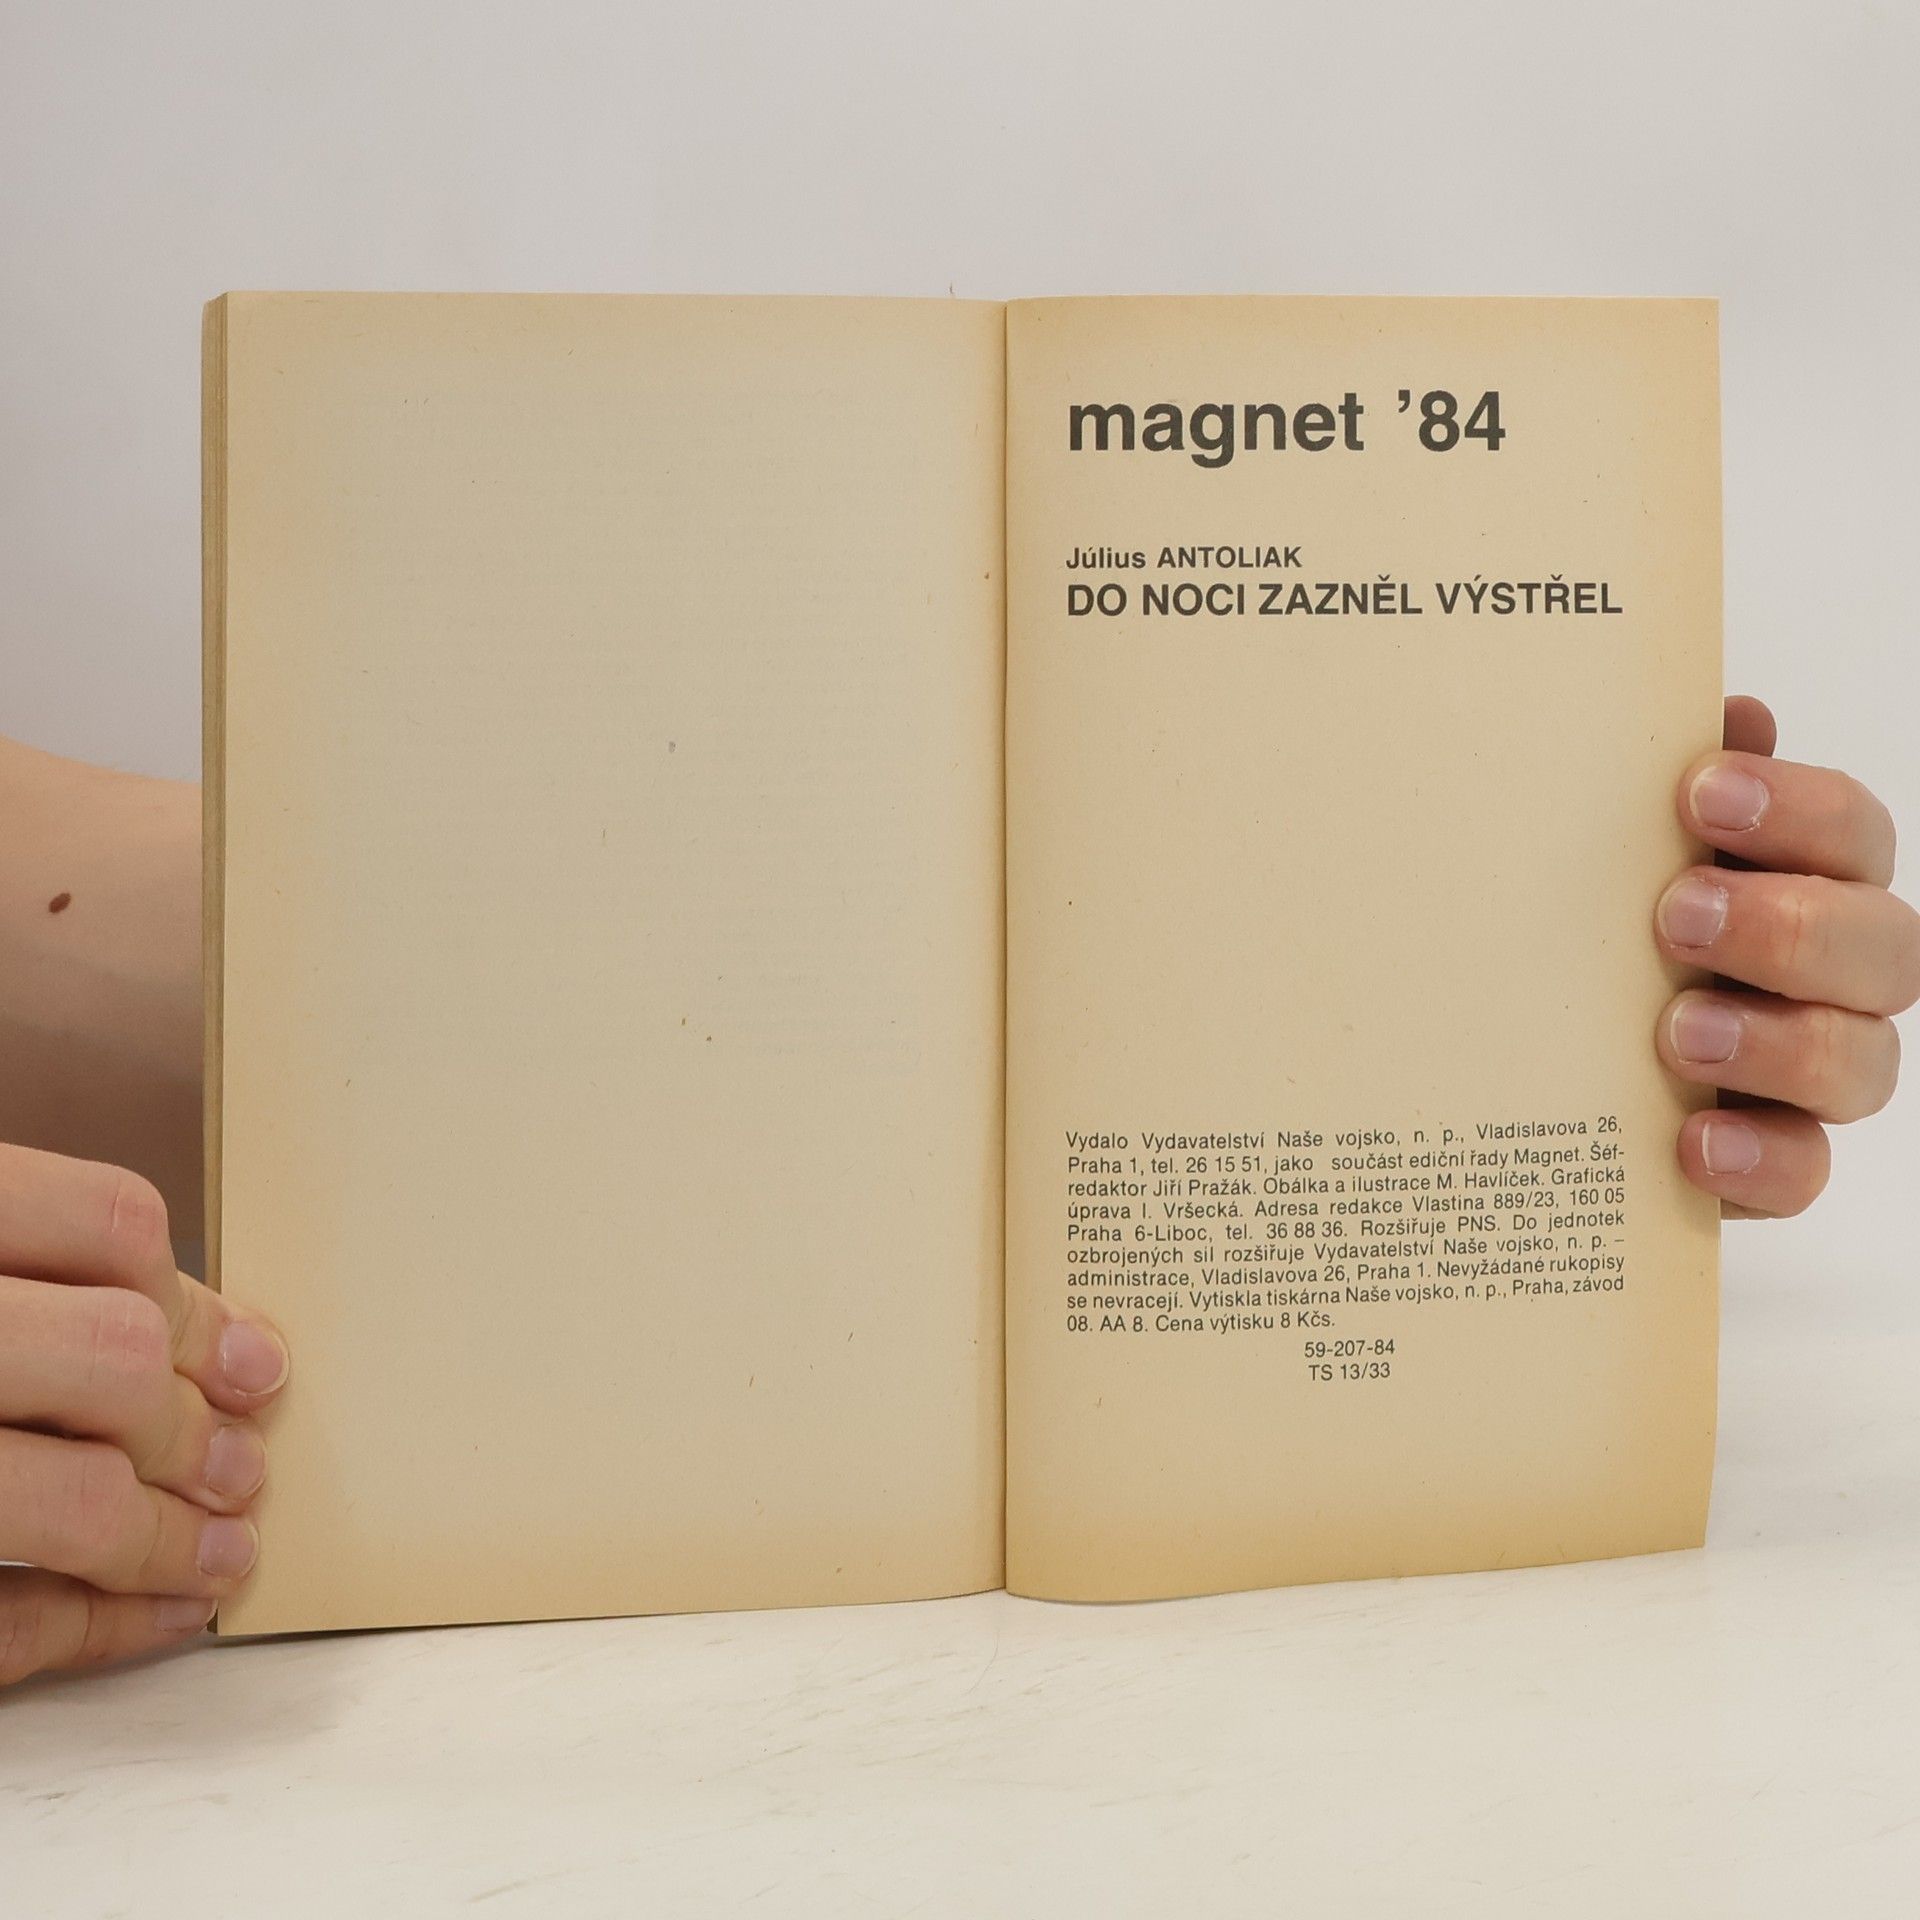 magnet ’84
Július ANTOLIAK
DO NOCI ZAZNĚL VÝSTŘEL
Vydalo Vydavatelství Naše vojsko, n. p., Vladislavova 26,
Praha 1, tel. 26 15 51, jako součást ediční řady Magnet. Šéf-
redaktor Jiří Pražák. Obálka a ilustrace M. Havlíček. Grafická
úprava I. Vršecká. Adresa redakce Vlastina 889/23, 160 05
Praha 6-Liboc, tel. 36 88 36. Rozšiřuje PNS. Do jednotek
ozbrojených sil rozšiřuje Vydavatelství Naše vojsko, n. p. –
administrace, Vladislavova 26, Praha 1. Nevyžádané rukopisy
se nevracejí. Vytiskla tiskárna Naše vojsko, n. p., Praha, závod
08. AA 8. Cena výtisku 8 Kčs.
59-207-84
TS 13/33